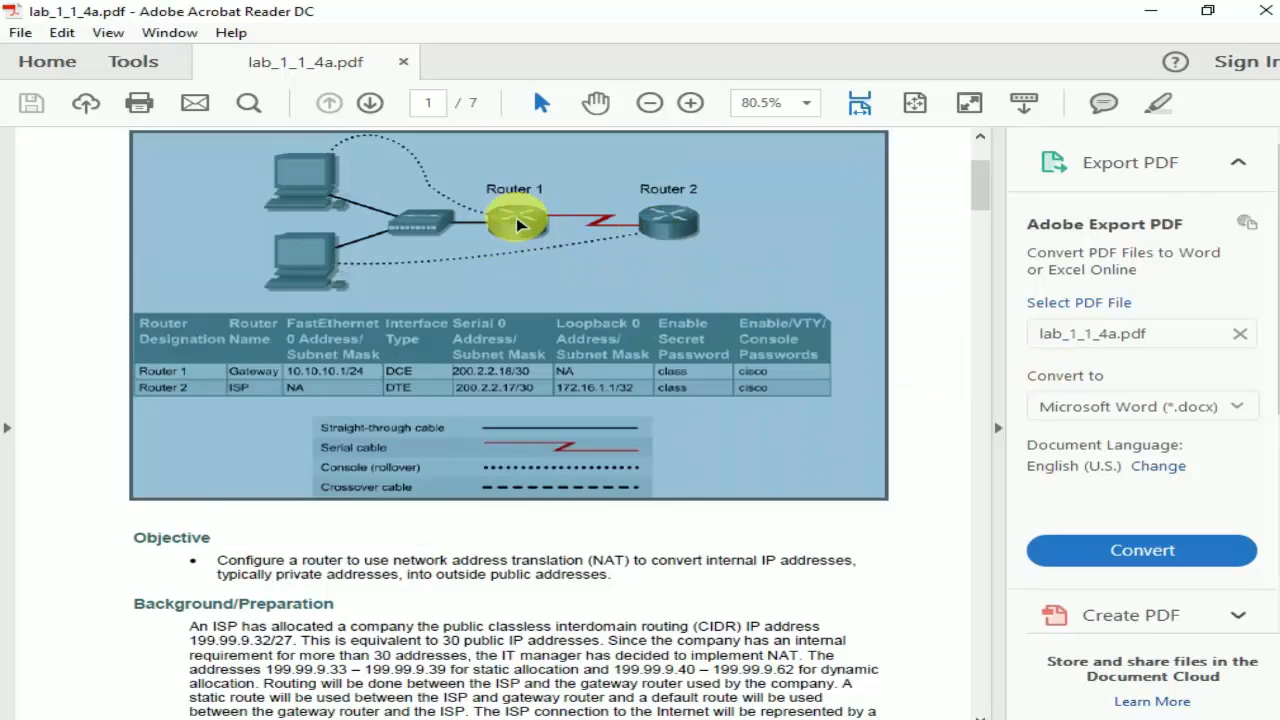 lab_1_1_4a.pdf - Adobe Acrobat Reader DC
File Edit View Window Help
Home Tools lab_1_1_4a.pdf Sign In
1 / 7 80.5%
Router 1 Router 2
Router Router FastEthernet Interface Serial 0 Loopback 0 Enable Enable/VTY/
Designation Name 0 Address/ Type Address/ Address/ Secret Console
Subnet Mask Subnet Mask Subnet Mask Password Passwords
Router 1 Gateway 10.10.10.1/24 DCE 200.2.2.18/30 NA class cisco
Router 2 ISP NA DTE 200.2.2.17/30 172.16.1.1/32 class cisco
Straight-through cable
Serial cable
Console (rollover)
Crossover cable
Objective
• Configure a router to use network address translation (NAT) to convert internal IP addresses,
typically private addresses, into outside public addresses.
Background/Preparation
An ISP has allocated a company the public classless interdomain routing (CIDR) IP address
199.99.9.32/27. This is equivalent to 30 public IP addresses. Since the company has an internal
requirement for more than 30 addresses, the IT manager has decided to implement NAT. The
addresses 199.99.9.33 – 199.99.9.39 for static allocation and 199.99.9.40 – 199.99.9.62 for dynamic
allocation. Routing will be done between the ISP and the gateway router used by the company. A
static route will be used between the ISP and gateway router and a default route will be used
between the gateway router and the ISP. The ISP connection to the Internet will be represented by a
Export PDF
Adobe Export PDF
Convert PDF Files to Word
or Excel Online
Select PDF File
lab_1_1_4a.pdf
Convert to
Microsoft Word (*.docx)
Document Language:
English (U.S.) Change
Convert
Create PDF
Store and share files in the
Document Cloud
Learn More